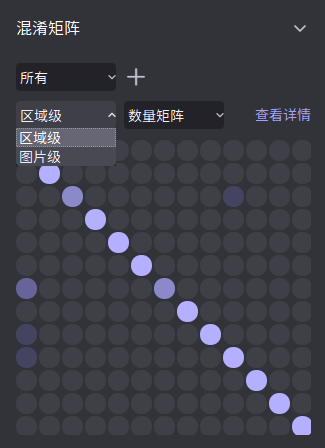 混淆矩阵
所有
区域级 数量矩阵 查看详情
区域级
图片级